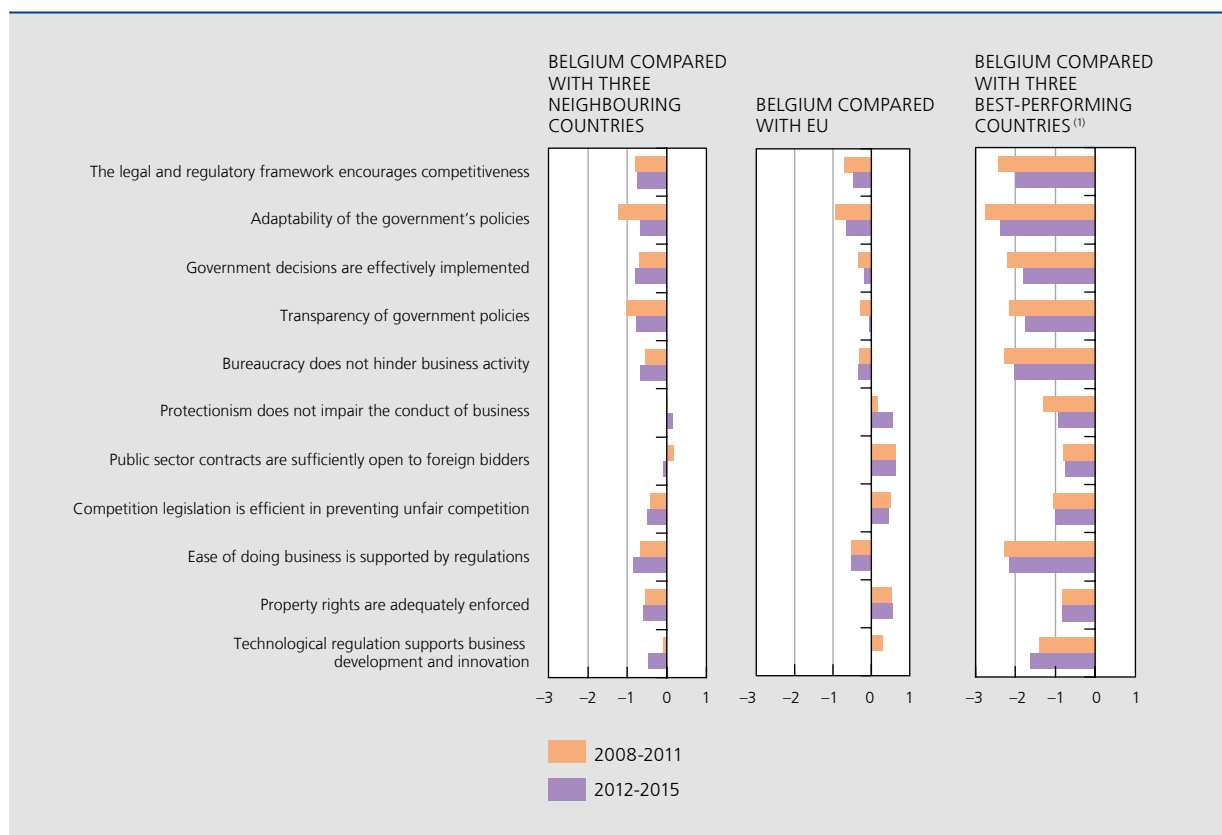 BELGIUM COMPARED
WITH THREE
NEIGHBOURING
COUNTRIES
BELGIUM COMPARED
WITH EU
BELGIUM COMPARED
WITH THREE
BEST-PERFORMING
COUNTRIES (1)
The legal and regulatory framework encourages competitiveness
Adaptability of the government’s policies
Government decisions are effectively implemented
Transparency of government policies
Bureaucracy does not hinder business activity
Protectionism does not impair the conduct of business
Public sector contracts are sufficiently open to foreign bidders
Competition legislation is efficient in preventing unfair competition
Ease of doing business is supported by regulations
Property rights are adequately enforced
Technological regulation supports business
development and innovation
–3 –2 –1 0 1
–3 –2 –1 0 1
–3 –2 –1 0 1
2008-2011
2012-2015